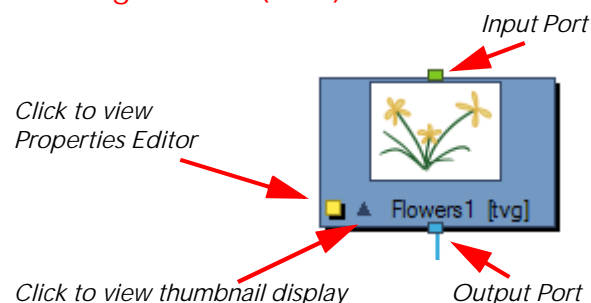 Input Port
Click to view
Properties Editor
Flowers1 [tvg]
Click to view thumbnail display
Output Port